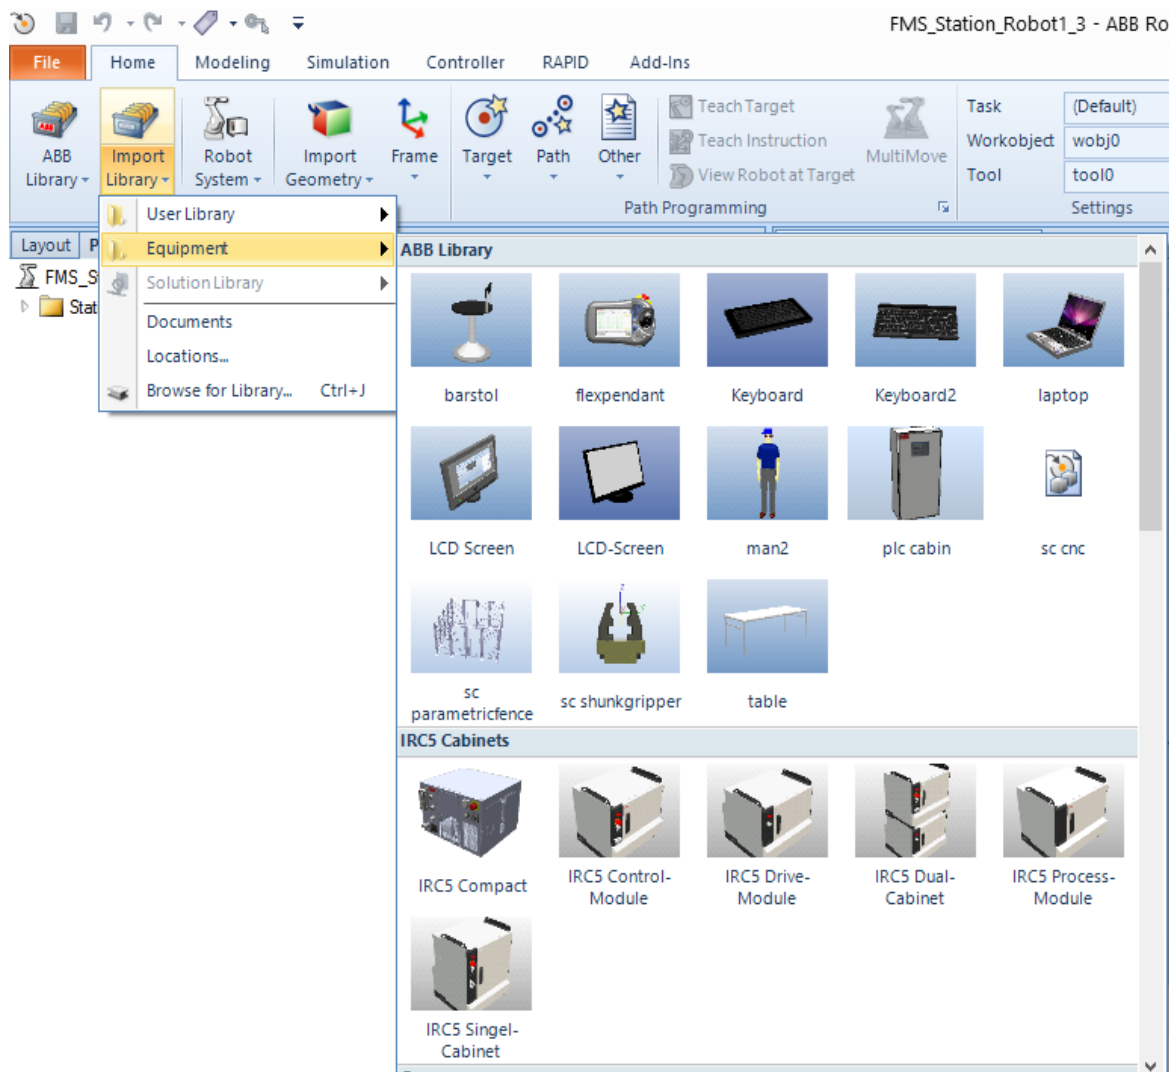 FMS_Station_Robot1_3 - ABB Ro
File Home Modeling Simulation Controller RAPID Add-Ins
ABB
Library
Import
Library
Robot
System
Import
Geometry
Frame
Target
Path
Other
Teach Target
Teach Instruction
View Robot at Target
MultiMove
Path Programming
Task (Default)
Workobject wobj0
Tool tool0
Settings
Layout P
FMS_S
Stat
User Library
Equipment
Solution Library
Documents
Locations...
Browse for Library... Ctrl+J
ABB Library
barstol flexpendant Keyboard Keyboard2 laptop
LCD Screen LCD-Screen man2 plc cabin sc cnc
sc
parametricfence
sc shunkgripper table
IRC5 Cabinets
IRC5 Compact
IRC5 Control-
Module
IRC5 Drive-
Module
IRC5 Dual-
Cabinet
IRC5 Process-
Module
IRC5 Singel-
Cabinet